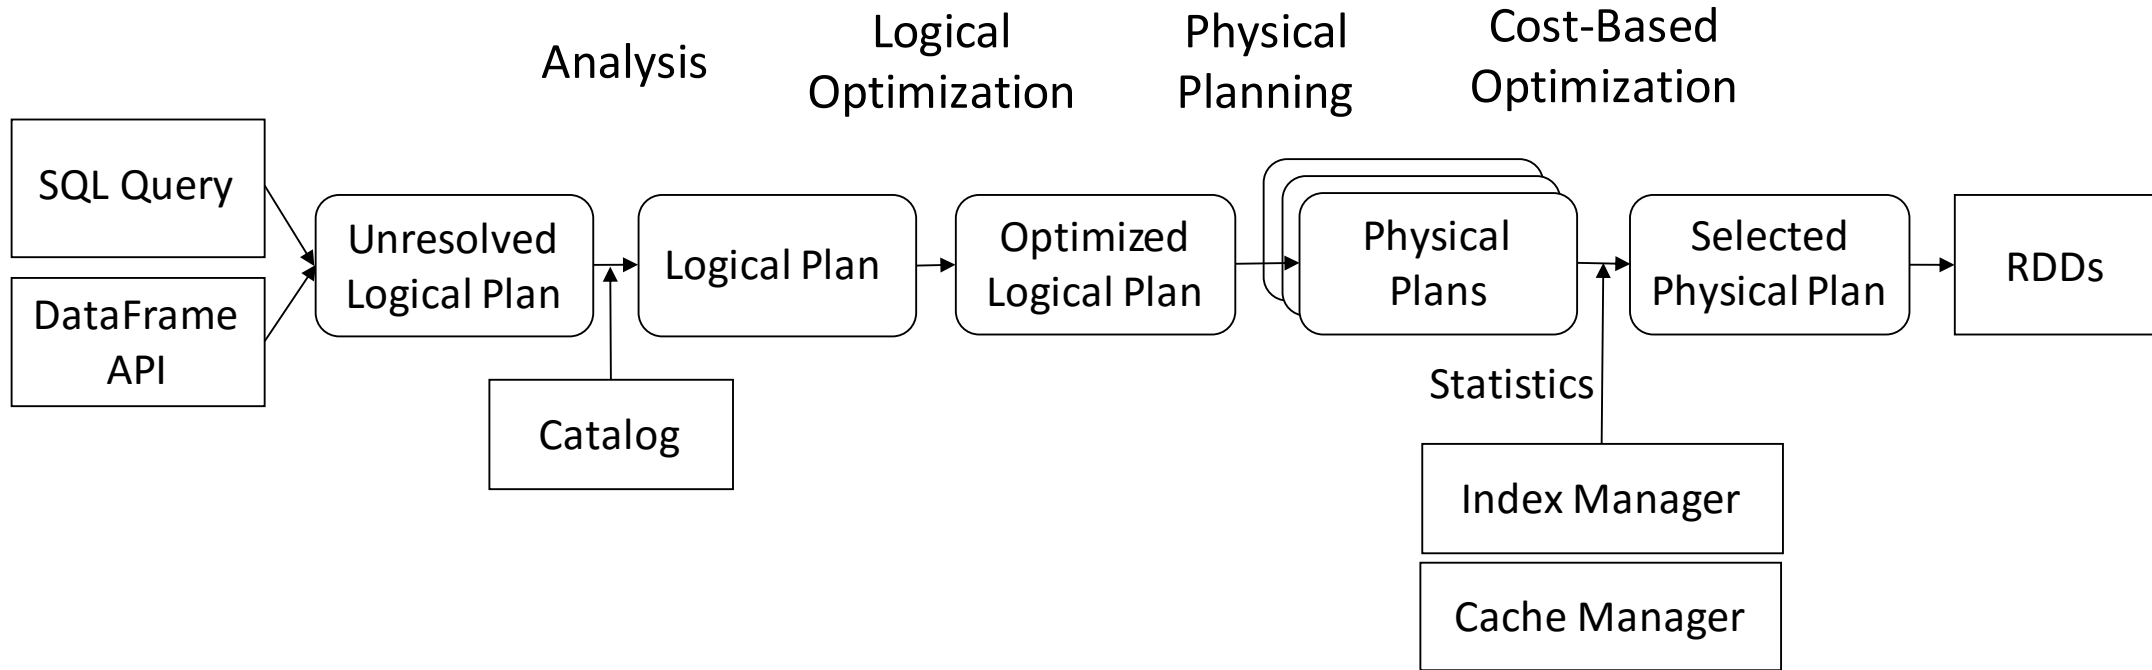 Analysis
Logical
Optimization
Physical
Planning
Cost-Based
Optimization
SQL Query
DataFrame
API
Unresolved
Logical Plan
Logical Plan
Optimized
Logical Plan
Physical
Plans
Selected
Physical Plan
RDDs
Catalog
Statistics
Index Manager
Cache Manager